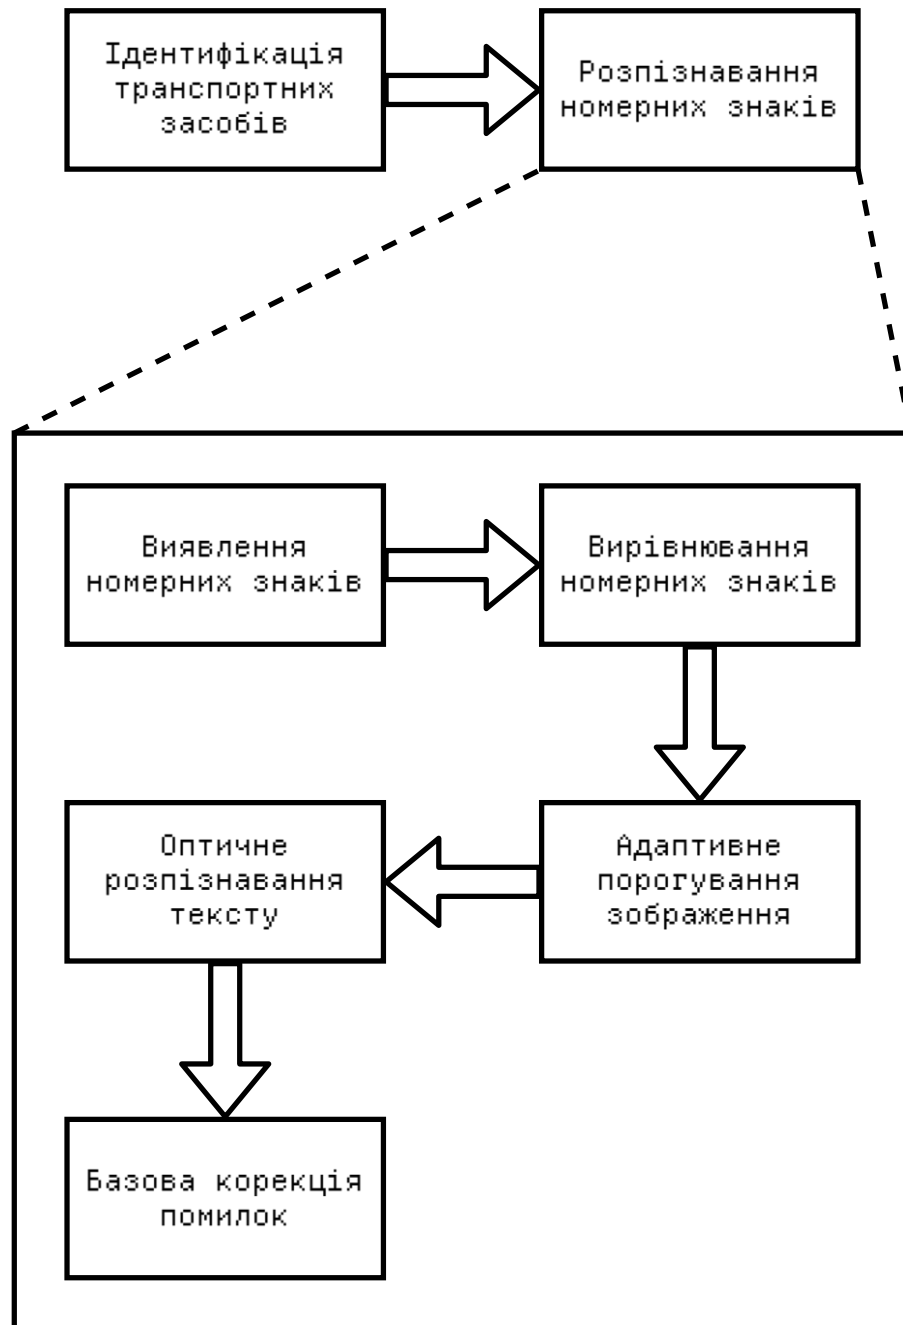 Ідентифікація
транспортних
засобів
Розпізнавання
номерних знаків
Виявлення
номерних знаків
Вирівнювання
номерних знаків
Адаптивне
порогування
зображення
Оптичне
розпізнавання
тексту
Базова корекція
помилок